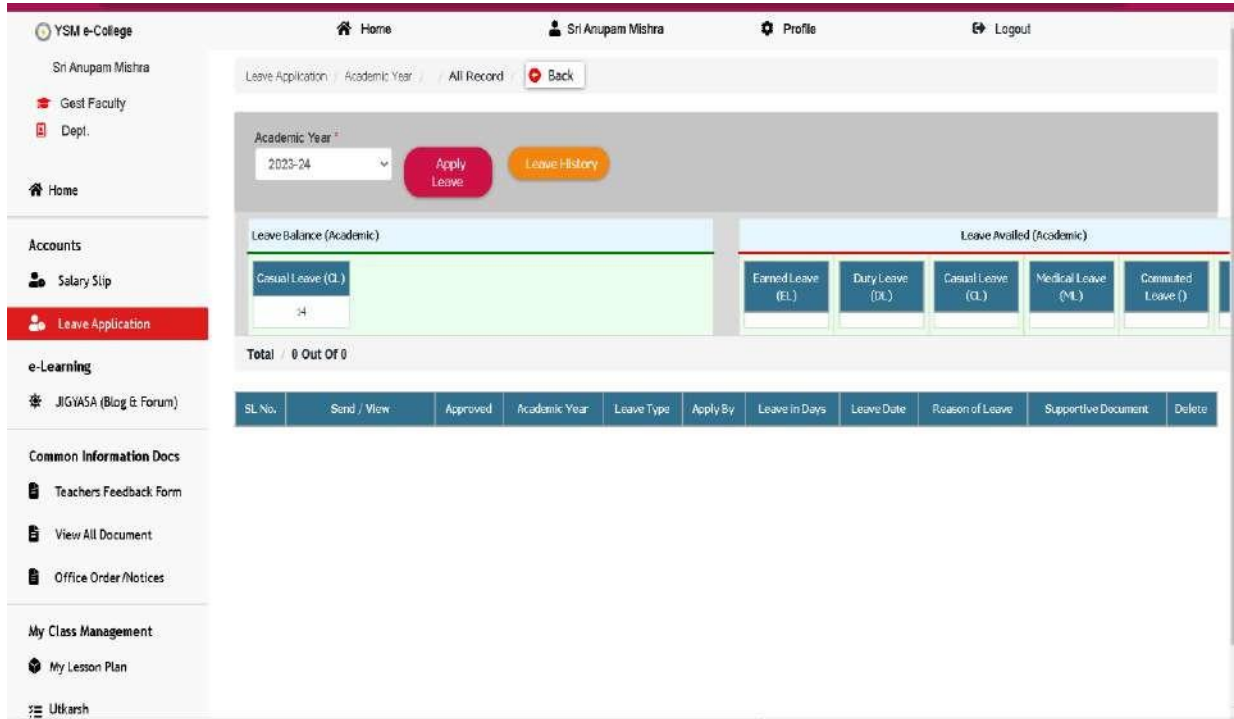 YSM e-College
Home
Sri Anupam Mishra
Profile
Logout
Sri Anupam Mishra
Gest Faculty
Dept.
Home
Accounts
Salary Slip
Leave Application
e-Learning
JIGYASA (Blog & Forum)
Common Information Docs
Teachers Feedback Form
View All Document
Office Order/Notices
My Class Management
My Lesson Plan
Utkarsh
Leave Application / Academic Year / / All Record / Back
Academic Year *
2023-24
Apply
Leave
Leave History
Leave Balance (Academic)
Casual Leave (CL)
Leave Availed (Academic)
Earned Leave
(EL)
Duty Leave
(DL)
Casual Leave
(CL)
Medical Leave
(ML)
Commuted
Leave ()
Total / 0 Out Of 0
SL No.
Send / View
Approved
Academic Year
Leave Type
Apply By
Leave in Days
Leave Date
Reason of Leave
Supportive Document
Delete